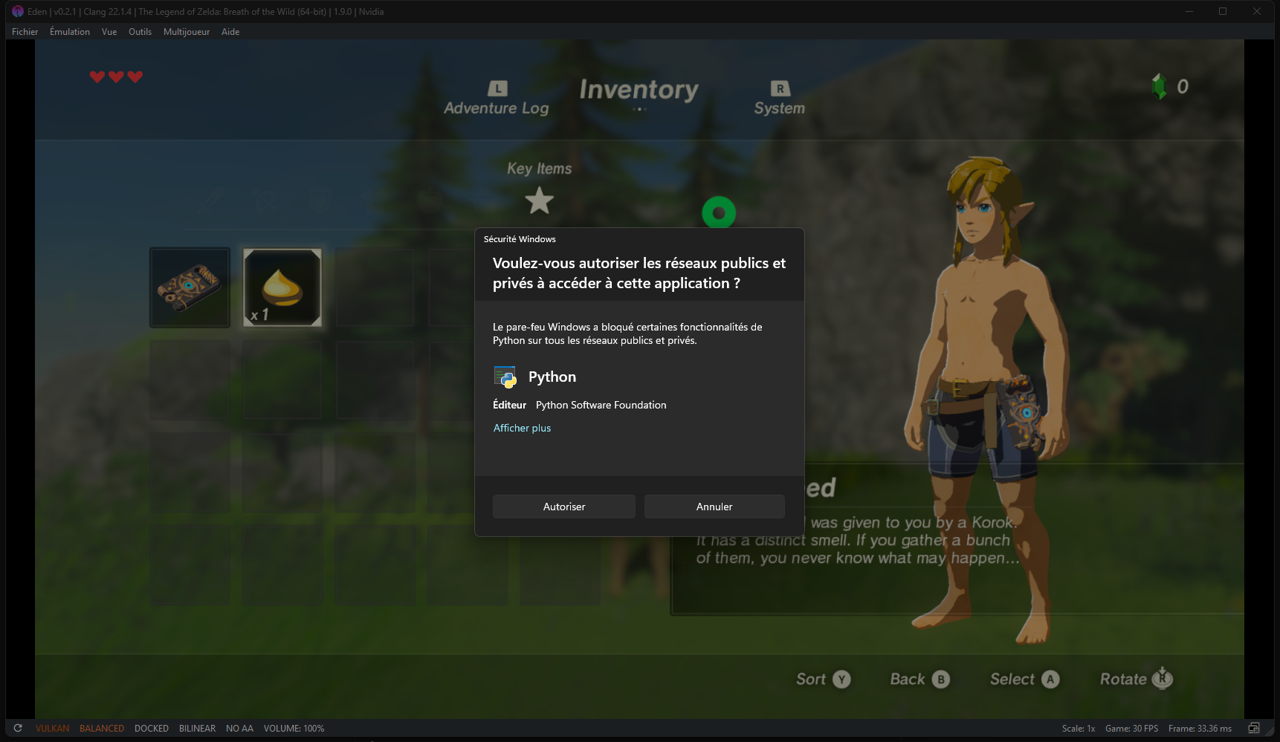 Eden | v0.2.1 | Clang 22.1.4 | The Legend of Zelda: Breath of the Wild (64-bit) | 1.9.0 | Nvidia
Fichier Émulation Vue Outils Multijoueur Aide
L
Adventure Log
Inventory
R
System
0
Key Items
x 1
Sécurité Windows
Voulez-vous autoriser les réseaux publics et
privés à accéder à cette application ?
Le pare-feu Windows a bloqué certaines fonctionnalités de
Python sur tous les réseaux publics et privés.
Python
Éditeur Python Software Foundation
Afficher plus
Autoriser Annuler
was given to you by a Korok.
It has a distinct smell. If you gather a bunch
of them, you never know what may happen...
Sort Y Back B Select A Rotate R
VULKAN BALANCED DOCKED BILINEAR NO AA VOLUME: 100% Scale: 1x Game: 30 FPS Frame: 33.36 ms